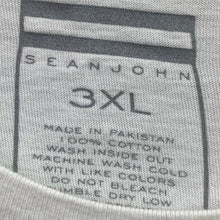 SEANJOHN
3XL
MADE IN PAKISTAN
100% COTTON
WASH INSIDE OUT
MACHINE WASH COLD
WITH LIKE COLORS
DO NOT BLEACH
TUMBLE DRY LOW